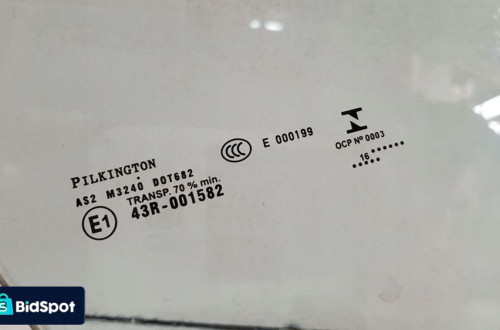 PILKINGTON
AS2 M3240 DOT682
TRANSP. 70 % min.
E1 43R-001582
CCC E 000199
OCP Nº 0003
16
BidSpot